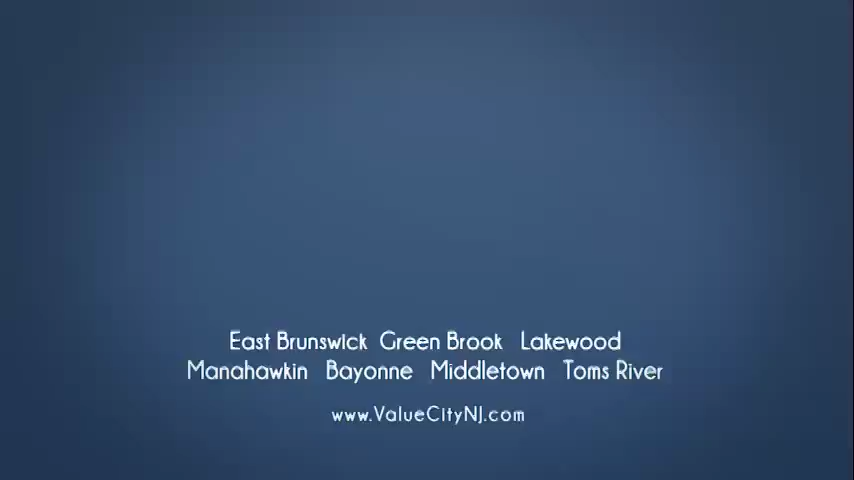 East Brunswick Green Brook Lakewood
Manahawkin Bayonne Middletown Toms River
www.ValueCityNJ.com